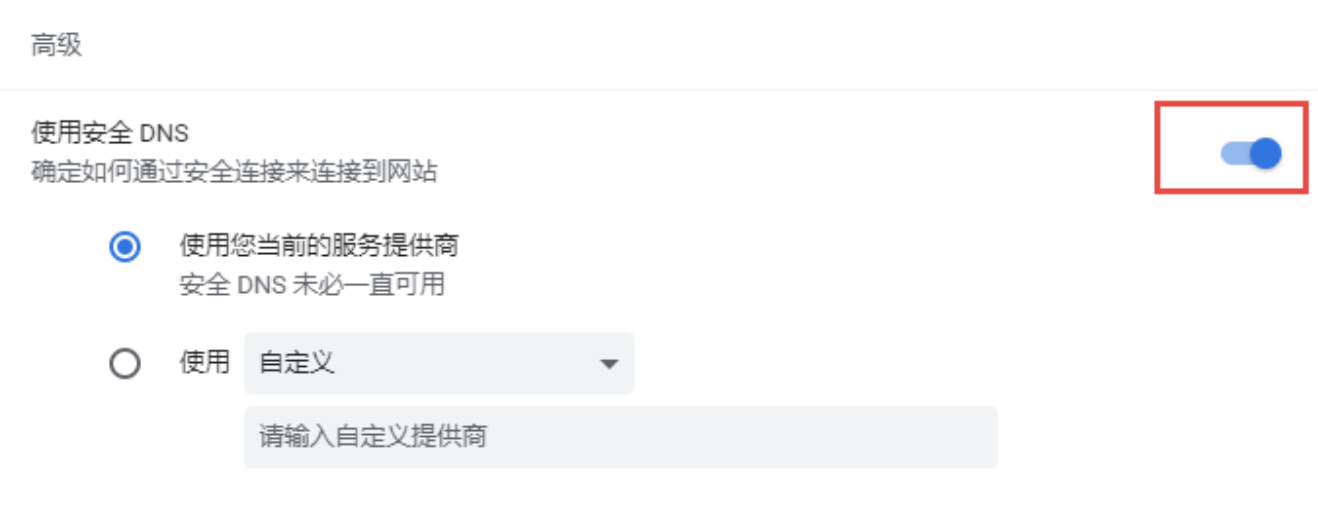 高级
使用安全 DNS
确定如何通过安全连接来连接到网站
使用您当前的服务提供商
安全 DNS 未必一直可用
使用 自定义
请输入自定义提供商